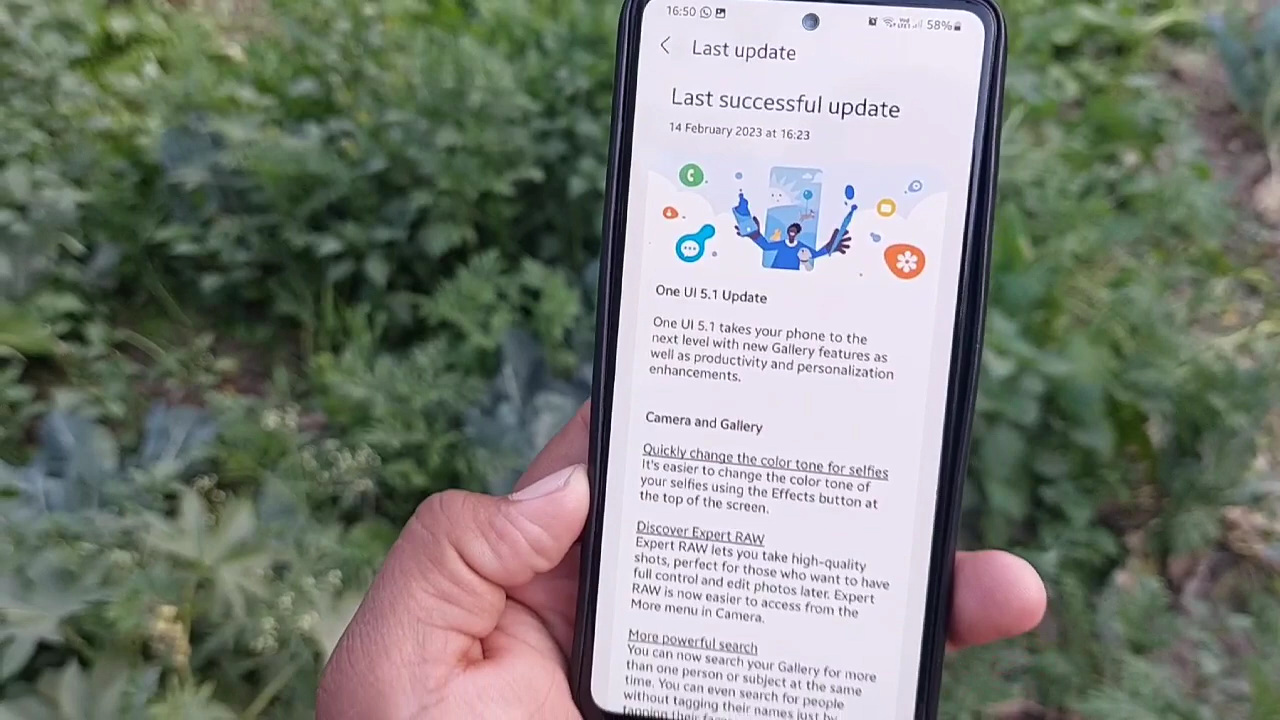 16:50
58%
Last update
Last successful update
14 February 2023 at 16:23
One UI 5.1 Update
One UI 5.1 takes your phone to the
next level with new Gallery features as
well as productivity and personalization
enhancements.
Camera and Gallery
Quickly change the color tone for selfies
It's easier to change the color tone of
your selfies using the Effects button at
the top of the screen.
Discover Expert RAW
Expert RAW lets you take high-quality
shots, perfect for those who want to have
full control and edit photos later. Expert
RAW is now easier to access from the
More menu in Camera.
More powerful search
You can now search your Gallery for more
than one person or subject at the same
time. You can even search for people
without tagging their names just by
tapping their